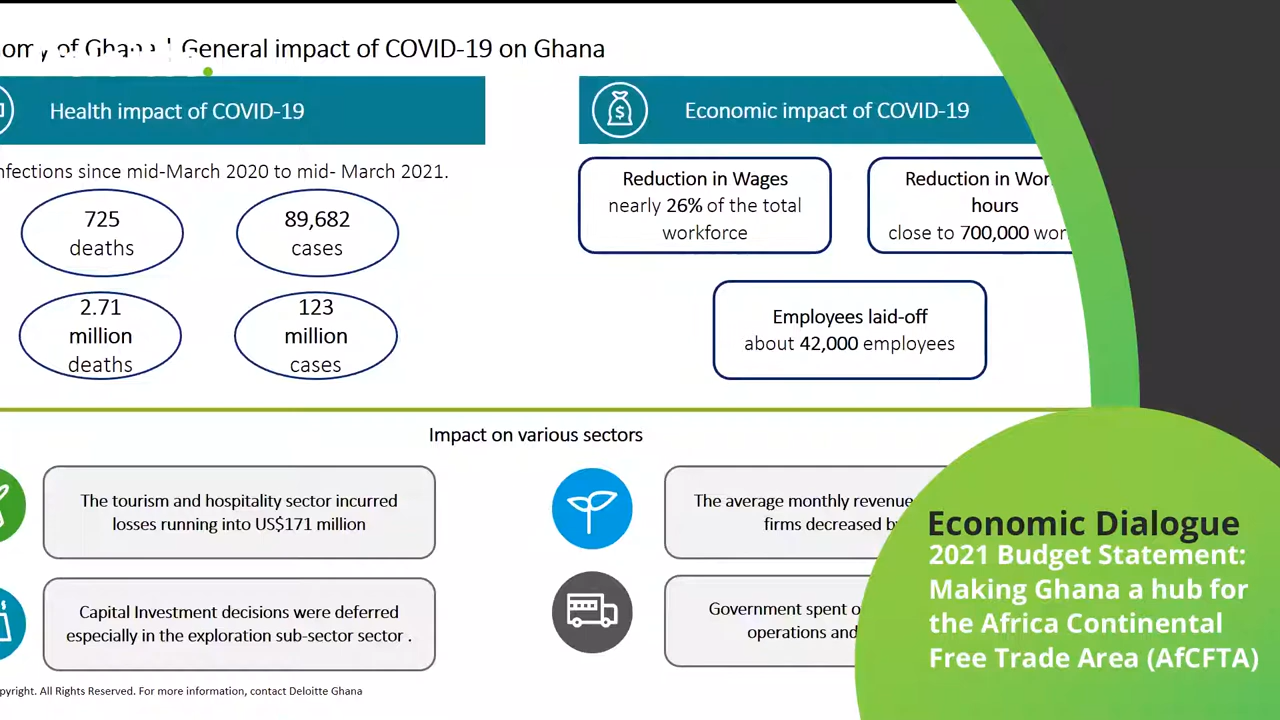 of Ghana | General impact of COVID-19 on Ghana
Health impact of COVID-19
Economic impact of COVID-19
since mid-March 2020 to mid- March 2021.
725
deaths
89,682
cases
2.71
million
deaths
123
million
cases
Reduction in Wages
nearly 26% of the total
workforce
Reduction in
hours
close to 700,000
Employees laid-off
about 42,000 employees
Impact on various sectors
The tourism and hospitality sector incurred
losses running into US$171 million
The average monthly revenue
firms decreased
Capital Investment decisions were deferred
especially in the exploration sub-sector sector .
Government spent
operations and
All Rights Reserved. For more information, contact Deloitte Ghana
Economic Dialogue
2021 Budget Statement:
Making Ghana a hub for
the Africa Continental
Free Trade Area (AfCFTA)